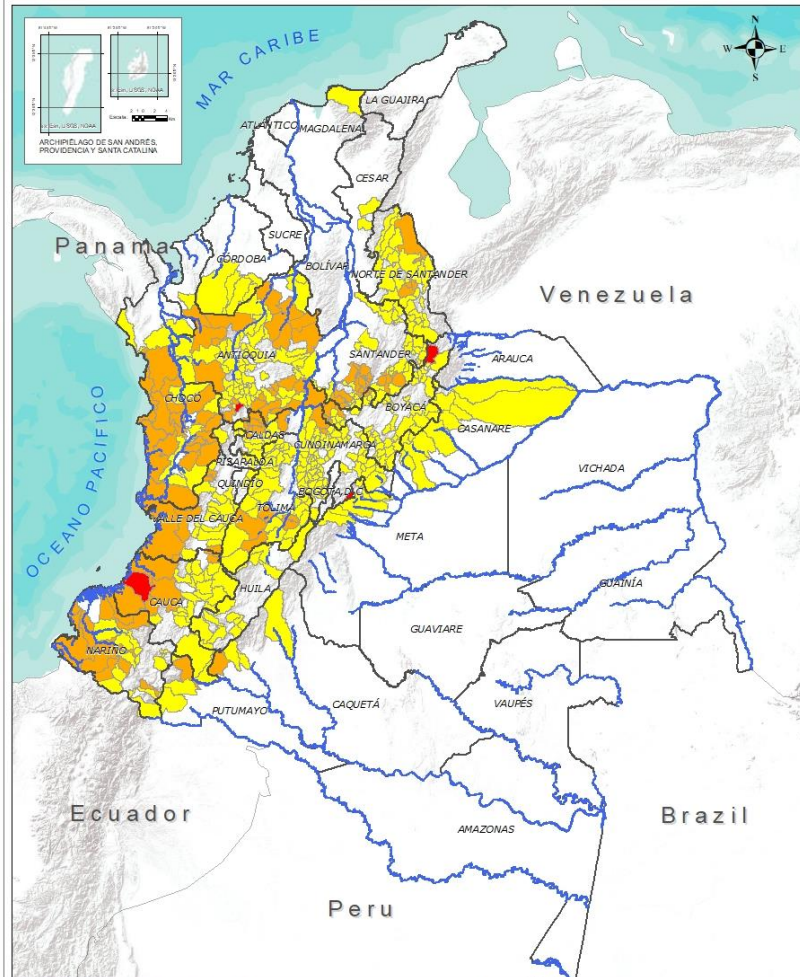 MAR CARIBE
N
W
E
S
Escala:
ARCHIPIÉLAGO DE SAN ANDRÉS,
PROVIDENCIA Y SANTA CATALINA
LA GUAJIRA
ATLÁNTICO
MAGDALENA
CESAR
SUCRE
Panama
CÓRDOBA
BOLÍVAR
NORTE DE SANTANDER
Venezuela
ANTIOQUIA
SANTANDER
ARAUCA
OCEANO PACIFICO
CHOCÓ
BOYACÁ
CASANARE
CALDAS
CUNDINAMARCA
RISARALDA
VICHADA
QUINDIO
BOGOTÁ, D.C.
TOLIMA
VALLE DEL CAUCA
META
HUILA
GUAINÍA
CAUCA
GUAVIARE
NARIÑO
CAQUETÁ
VAUPÉS
PUTUMAYO
Ecuador
Brazil
AMAZONAS
Peru